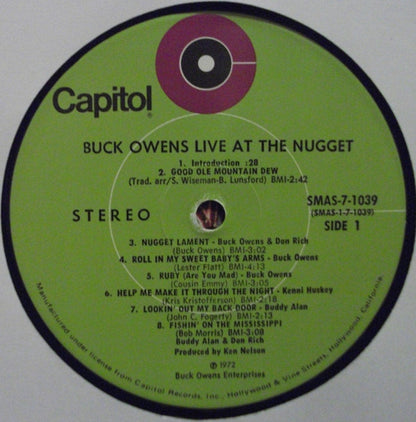 Capitol®
BUCK OWENS LIVE AT THE NUGGET
1. Introduction :28
2. GOOD OLE MOUNTAIN DEW
(Trad. arr/S. Wiseman-B. Lunsford) BMI-2:42
STEREO
SMAS-7-1039
(SMAS-1-7-1039)
SIDE 1
3. NUGGET LAMENT - Buck Owens & Don Rich
(Buck Owens) BMI-3:02
4. ROLL IN MY SWEET BABY'S ARMS - Buck Owens
(Lester Flatt) BMI-4:13
5. RUBY (Are You Mad) - Buck Owens
(Cousin Emmy) BMI-3:05
6. HELP ME MAKE IT THROUGH THE NIGHT - Kenni Huskey
(Kris Kristofferson) BMI-2:18
7. LOOKIN' OUT MY BACK DOOR - Buddy Alan
(John C. Fogerty) BMI-2:13
8. FISHIN' ON THE MISSISSIPPI
(Bob Morris) BMI-3:08
Buddy Alan & Don Rich
Produced by Ken Nelson
℗ 1972
Buck Owens Enterprises
Manufactured under license from Capitol Records, Inc., Hollywood & Vine Streets, Hollywood, California.